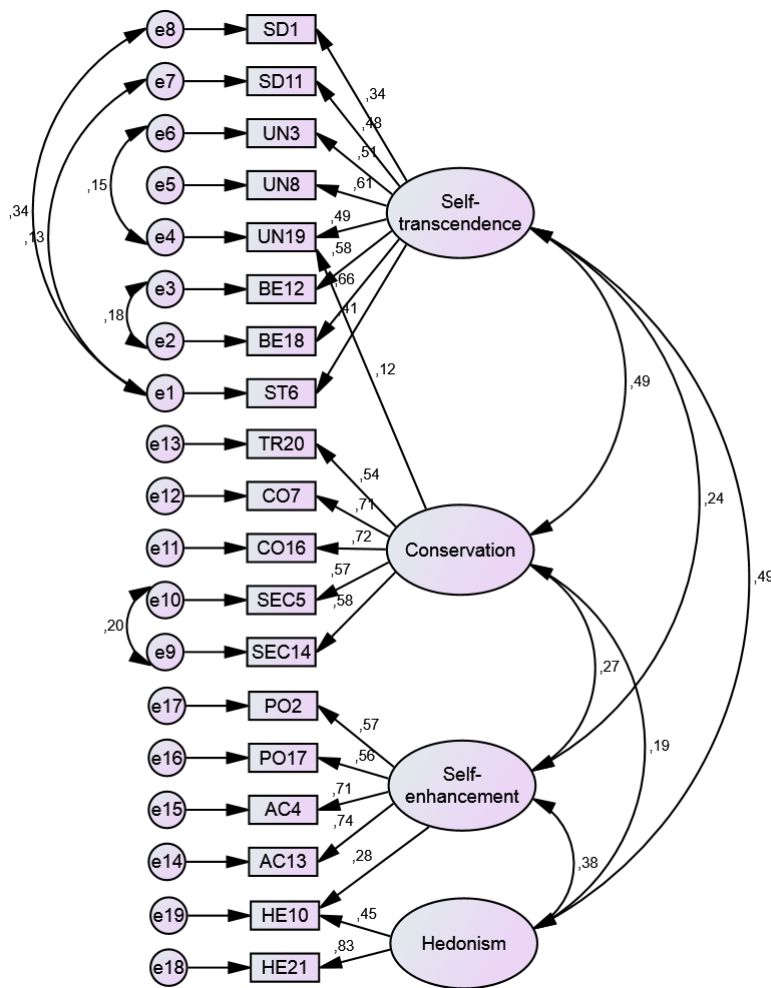 e8
SD1
e7
SD11
e6
UN3
e5
UN8
e4
UN19
e3
BE12
e2
BE18
e1
ST6
e13
TR20
e12
CO7
e11
CO16
e10
SEC5
e9
SEC14
e17
PO2
e16
PO17
e15
AC4
e14
AC13
e19
HE10
e18
HE21
,34
,48
,51
,61
,49
,58
,66
,41
,12
,54
,71
,72
,57
,58
,57
,56
,71
,74
,28
,45
,83
,34
,13
,15
,18
,20
Self-
transcendence
Conservation
Self-
enhancement
Hedonism
,49
,24
,49
,27
,19
,38